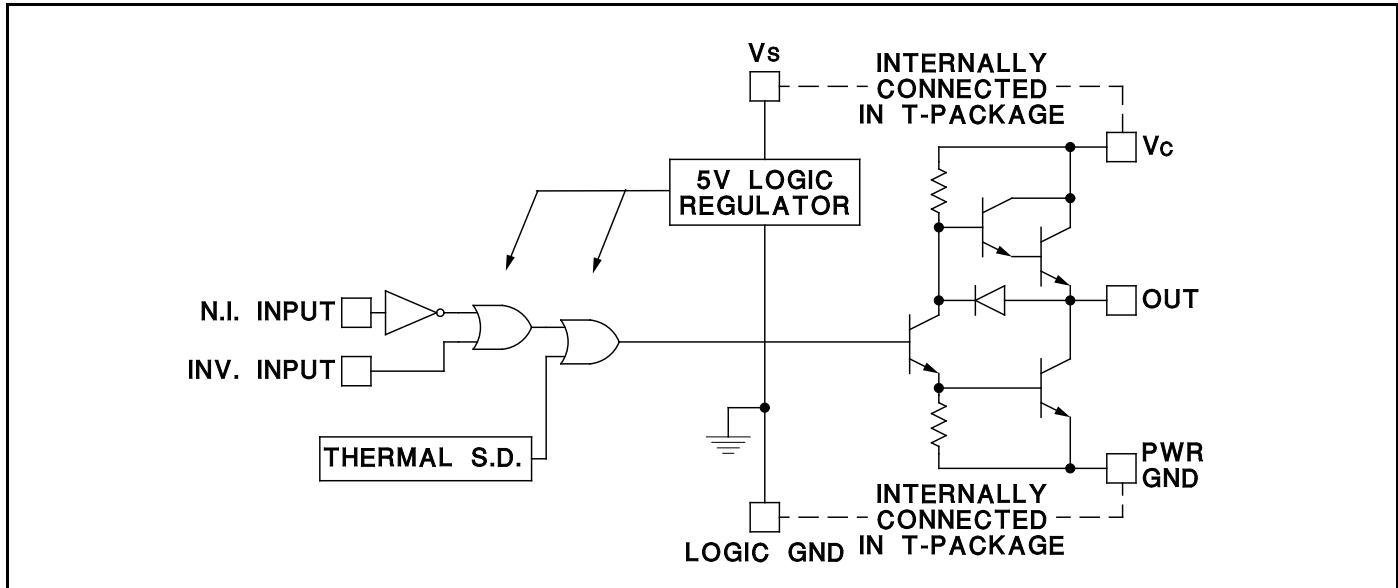 Vs
INTERNALLY
CONNECTED
IN T-PACKAGE
Vc
5V LOGIC
REGULATOR
N.I. INPUT
OUT
INV. INPUT
THERMAL S.D.
PWR
GND
INTERNALLY
CONNECTED
IN T-PACKAGE
LOGIC GND